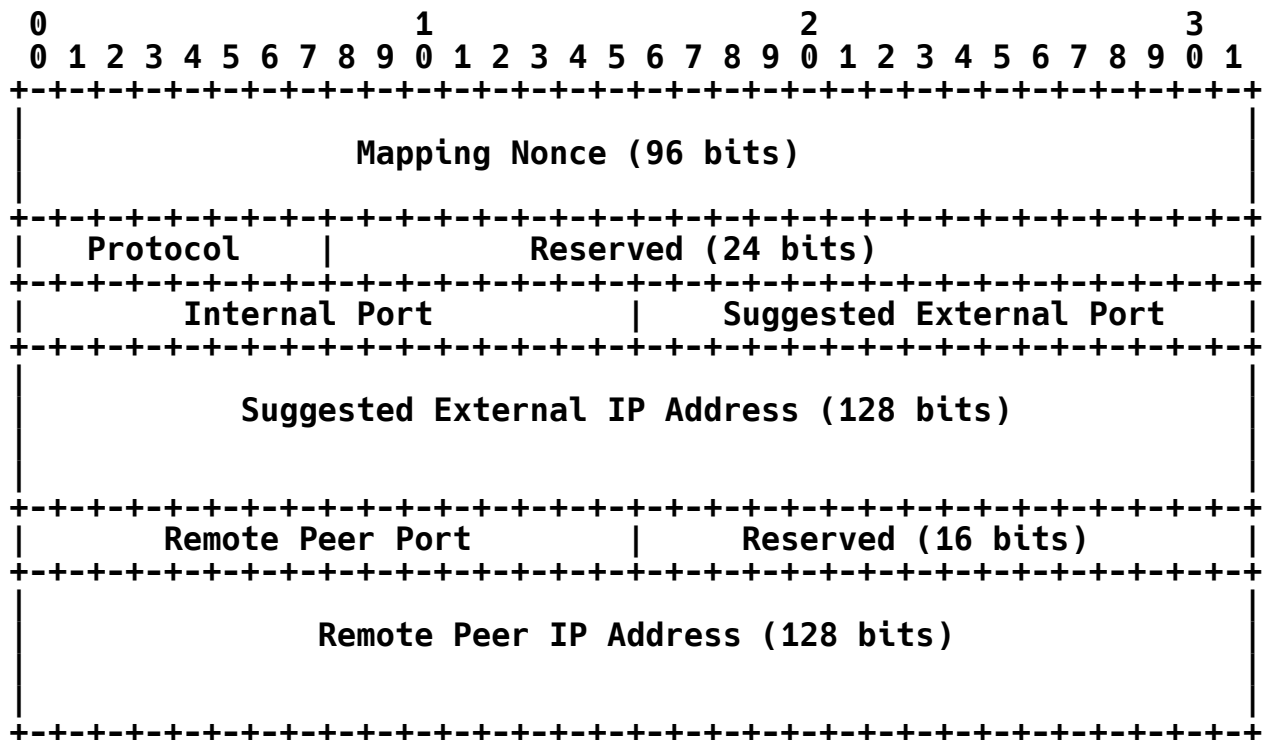 0                   1                   2                   3
 0 1 2 3 4 5 6 7 8 9 0 1 2 3 4 5 6 7 8 9 0 1 2 3 4 5 6 7 8 9 0 1
+-+-+-+-+-+-+-+-+-+-+-+-+-+-+-+-+-+-+-+-+-+-+-+-+-+-+-+-+-+-+-+-+
|                                                               |
|                 Mapping Nonce (96 bits)                       |
|                                                               |
+-+-+-+-+-+-+-+-+-+-+-+-+-+-+-+-+-+-+-+-+-+-+-+-+-+-+-+-+-+-+-+-+
|   Protocol    |          Reserved (24 bits)                   |
+-+-+-+-+-+-+-+-+-+-+-+-+-+-+-+-+-+-+-+-+-+-+-+-+-+-+-+-+-+-+-+-+
|        Internal Port          |    Suggested External Port    |
+-+-+-+-+-+-+-+-+-+-+-+-+-+-+-+-+-+-+-+-+-+-+-+-+-+-+-+-+-+-+-+-+
|                                                               |
|           Suggested External IP Address (128 bits)            |
|                                                               |
|                                                               |
+-+-+-+-+-+-+-+-+-+-+-+-+-+-+-+-+-+-+-+-+-+-+-+-+-+-+-+-+-+-+-+-+
|       Remote Peer Port        |     Reserved (16 bits)        |
+-+-+-+-+-+-+-+-+-+-+-+-+-+-+-+-+-+-+-+-+-+-+-+-+-+-+-+-+-+-+-+-+
|                                                               |
|               Remote Peer IP Address (128 bits)               |
|                                                               |
|                                                               |
+-+-+-+-+-+-+-+-+-+-+-+-+-+-+-+-+-+-+-+-+-+-+-+-+-+-+-+-+-+-+-+-+